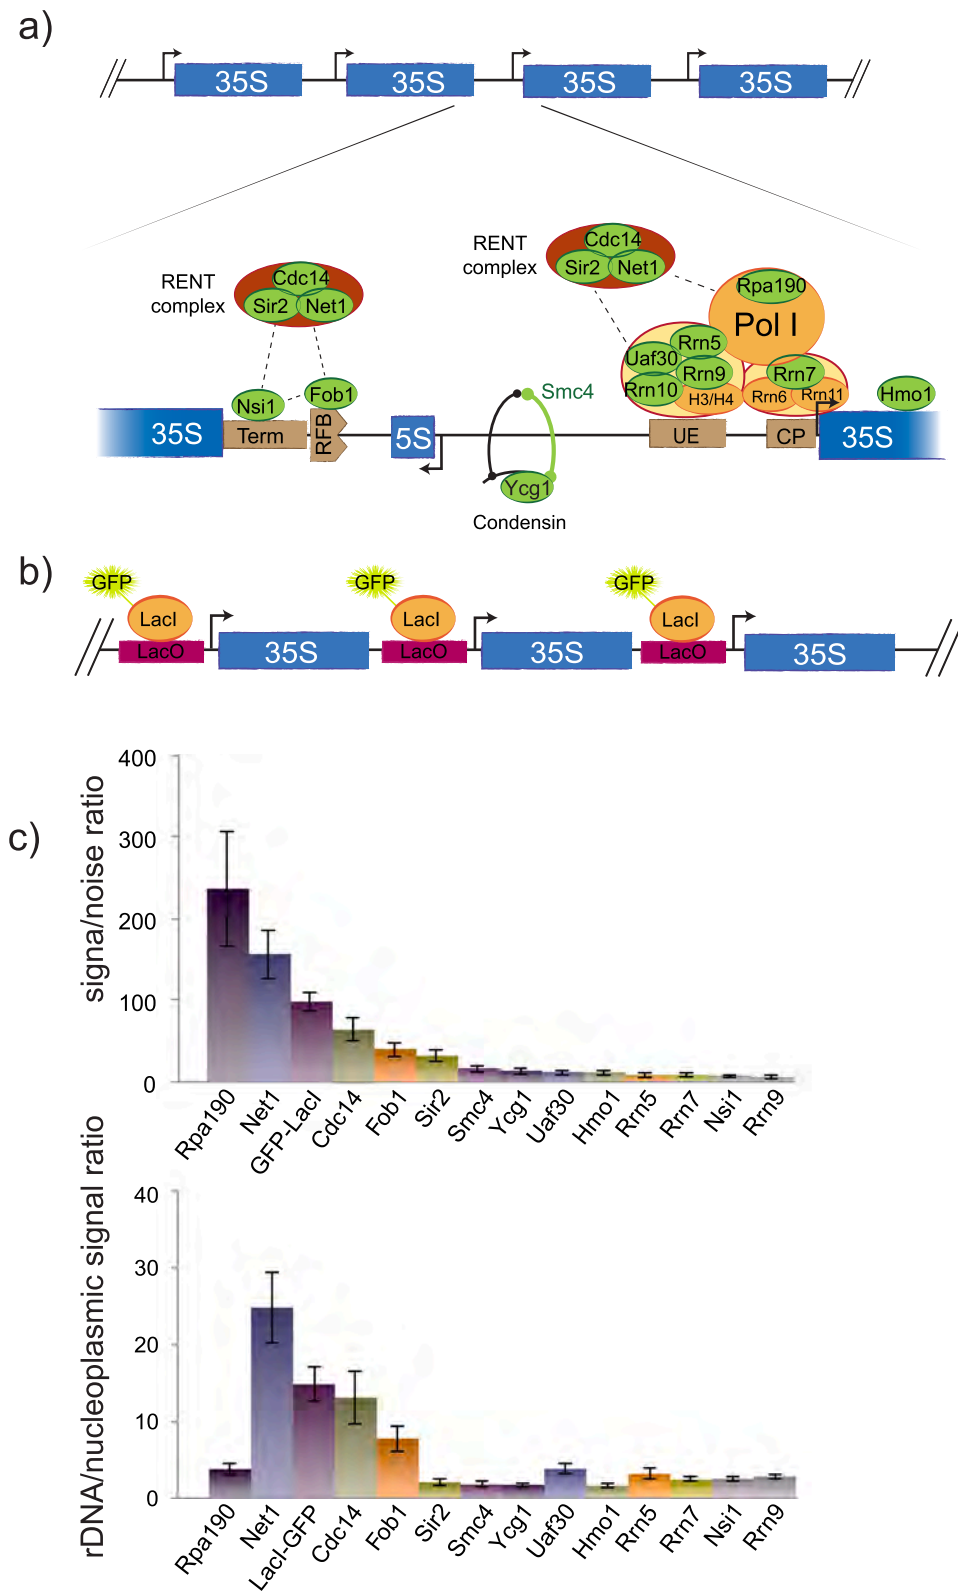 a)
35S 35S 35S 35S
RENT
complex
Cdc14
Sir2 Net1
RENT
complex
Cdc14
Sir2 Net1
Rpa190
Pol I
Rrn5
Uaf30
Rrn9
Rrn10
H3/H4
Rrn7
Rrn6 Rrn11
Hmo1
Nsi1
Fob1
Smc4
35S
Term
RFB
5S
UE
CP
35S
Ycg1
Condensin
b)
GFP GFP GFP
LacI LacI LacI
LacO 35S LacO 35S LacO 35S
c)
signa/noise ratio
400
300
200
100
0
Rpa190
Net1
GFP-LacI
Cdc14
Fob1
Sir2
Smc4
Ycg1
Uaf30
Hmo1
Rrn5
Rrn7
Nsi1
Rrn9
rDNA/nucleoplasmic signal ratio
40
30
20
10
0
Rpa190
Net1
LacI-GFP
Cdc14
Fob1
Sir2
Smc4
Ycg1
Uaf30
Hmo1
Rrn5
Rrn7
Nsi1
Rrn9